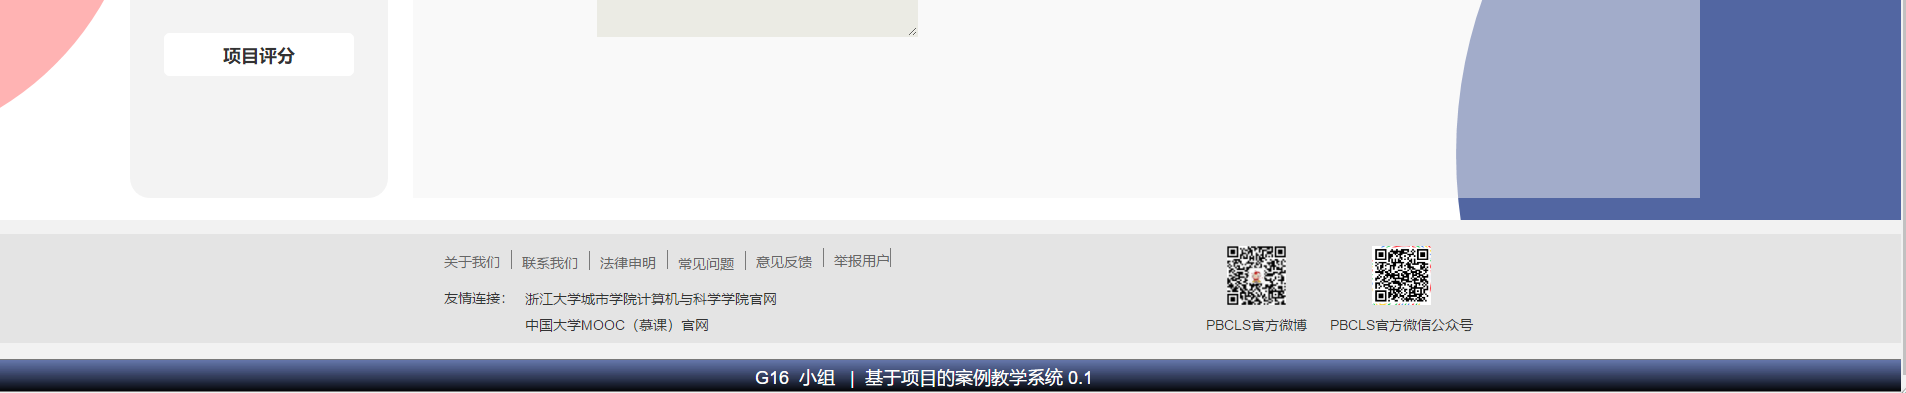 项目评分
关于我们 联系我们 法律申明 常见问题 意见反馈 举报用户
友情连接： 浙江大学城市学院计算机与科学学院官网
中国大学MOOC（慕课）官网
PBCLS官方微博 PBCLS官方微信公众号
G16 小组 | 基于项目的案例教学系统 0.1